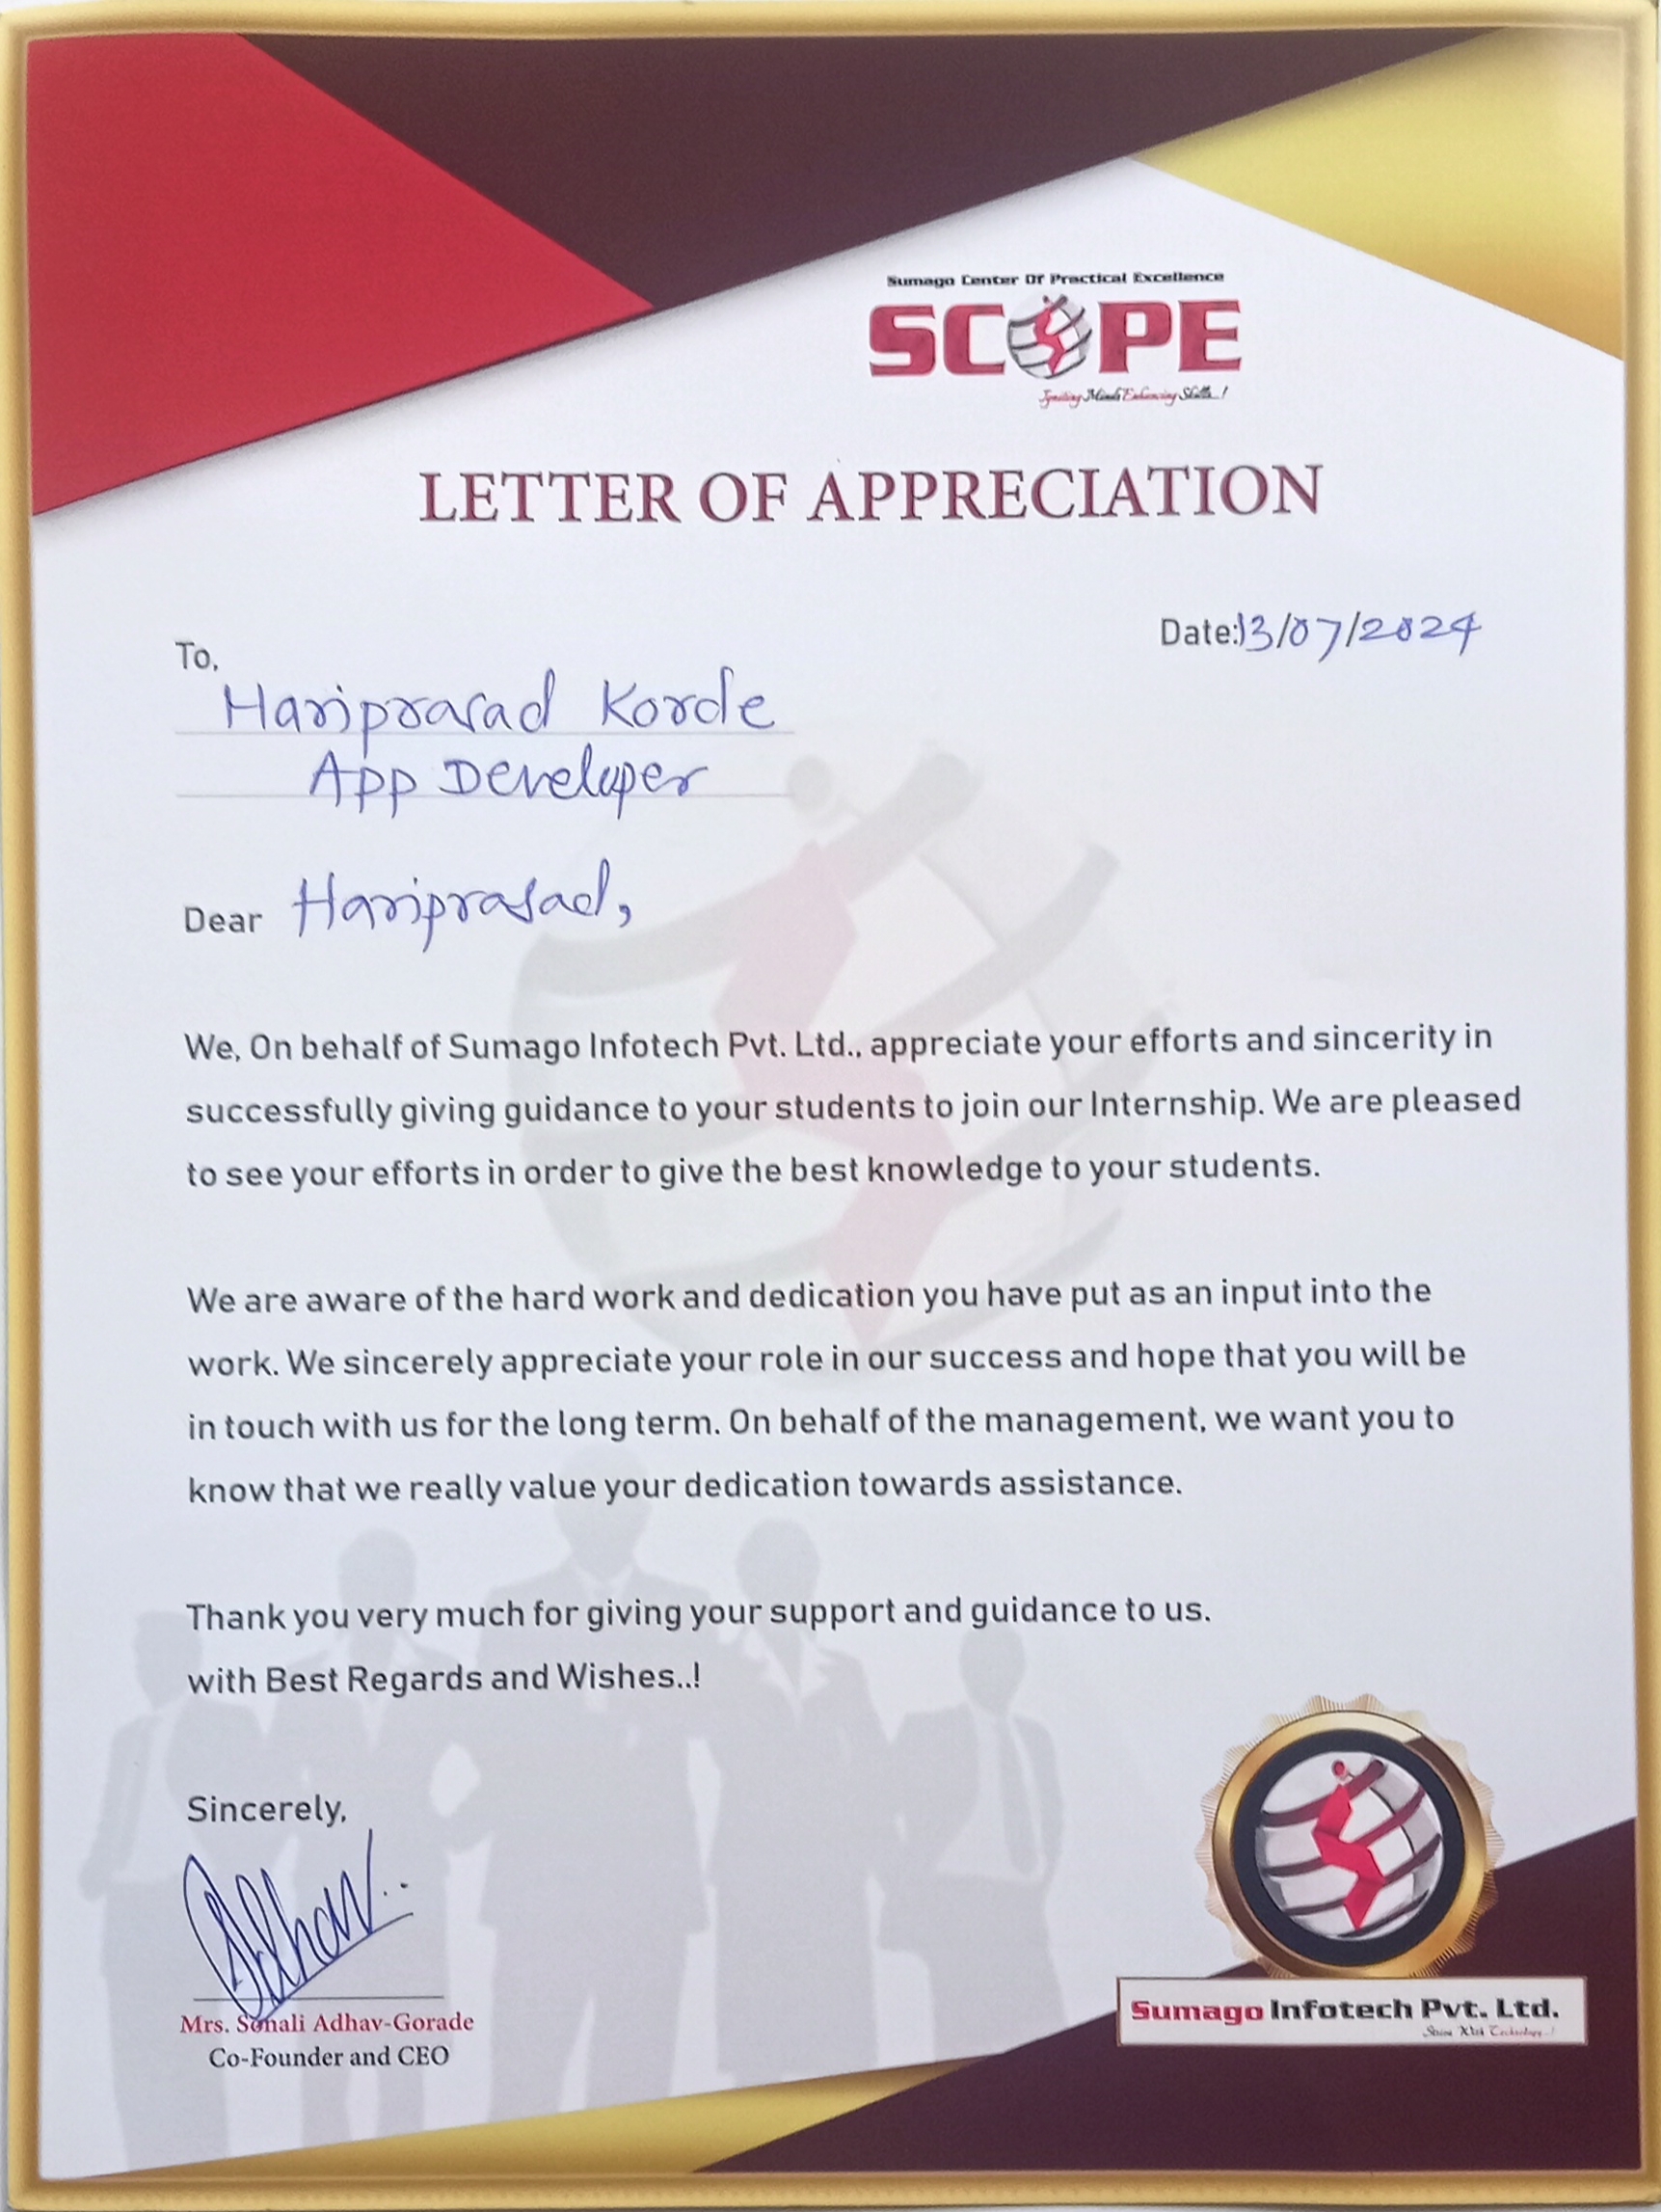 Sumago Center Of Practical Excellence
SCOPE
Igniting Minds Enhancing Skills..!
LETTER OF APPRECIATION
Date:13/07/2024
To,
Hariprasad Korde
App Developer
Dear Hariprasad,
We, On behalf of Sumago Infotech Pvt. Ltd., appreciate your efforts and sincerity in
successfully giving guidance to your students to join our Internship. We are pleased
to see your efforts in order to give the best knowledge to your students.
We are aware of the hard work and dedication you have put as an input into the
work. We sincerely appreciate your role in our success and hope that you will be
in touch with us for the long term. On behalf of the management, we want you to
know that we really value your dedication towards assistance.
Thank you very much for giving your support and guidance to us.
with Best Regards and Wishes..!
Sincerely,
Mrs. Sonali Adhav-Gorade
Co-Founder and CEO
Sumago Infotech Pvt. Ltd.